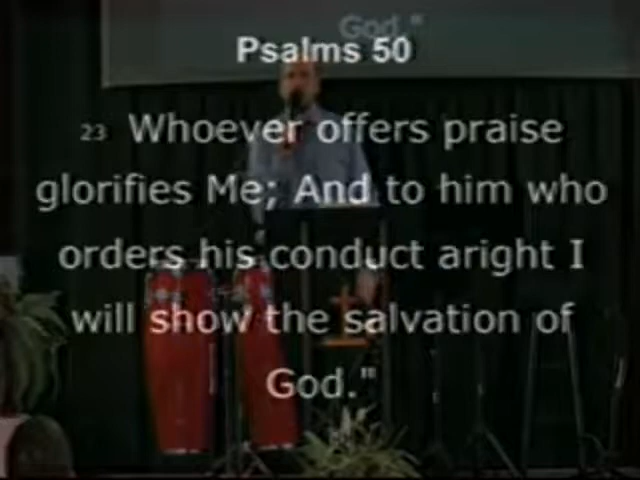 God."
Psalms 50
23 Whoever offers praise
glorifies Me; And to him who
orders his conduct aright I
will show the salvation of
God."